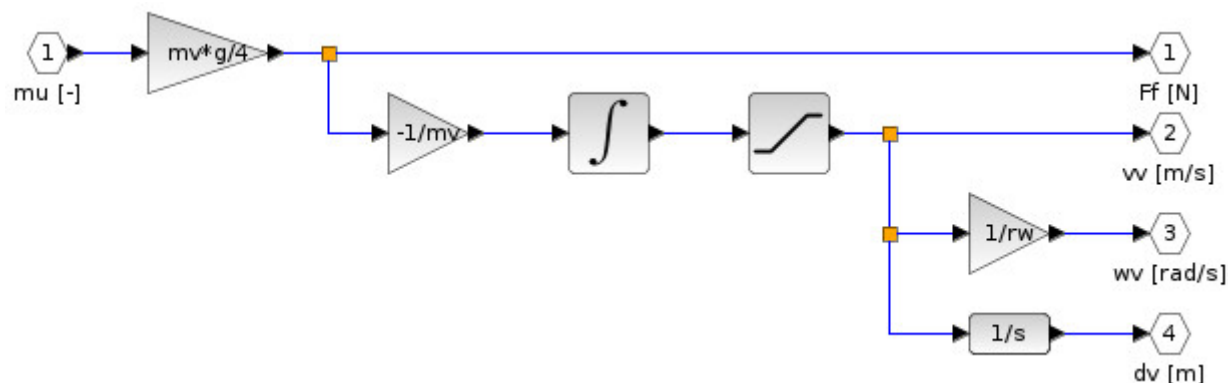 1
mu [-]
mv*g/4
1
Ff [N]
-1/mv
∫
2
vv [m/s]
1/rw
3
wv [rad/s]
1/s
4
dv [m]